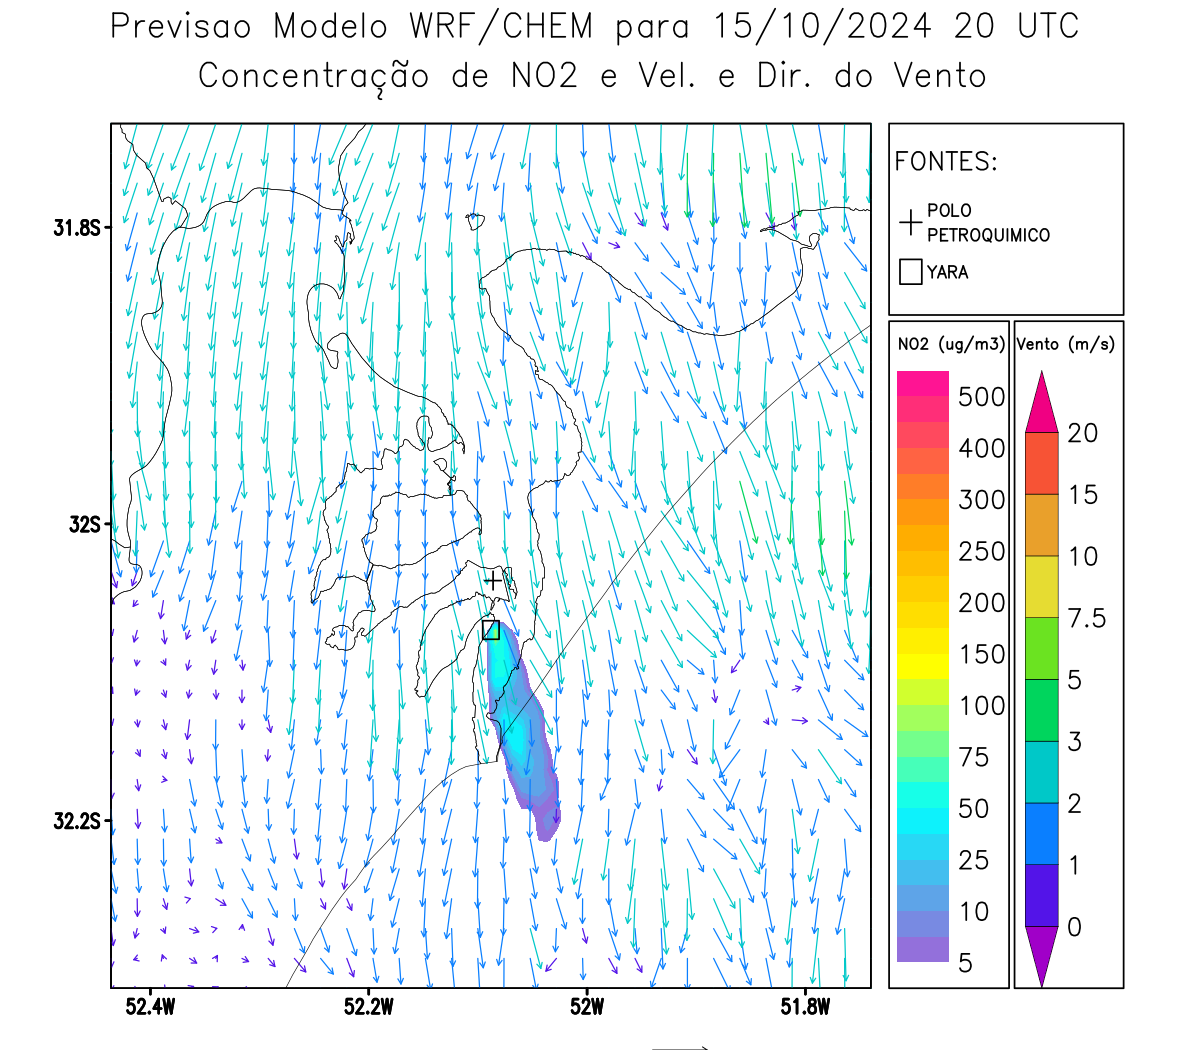 Previsao Modelo WRF/CHEM para 15/10/2024 20 UTC
Concentração de NO2 e Vel. e Dir. do Vento
FONTES:
POLO
PETROQUIMICO
YARA
NO2 (ug/m3)
500
400
300
250
200
150
100
75
50
25
10
5
Vento (m/s)
20
15
10
7.5
5
3
2
1
0
31.8S
32S
32.2S
52.4W
52.2W
52W
51.8W